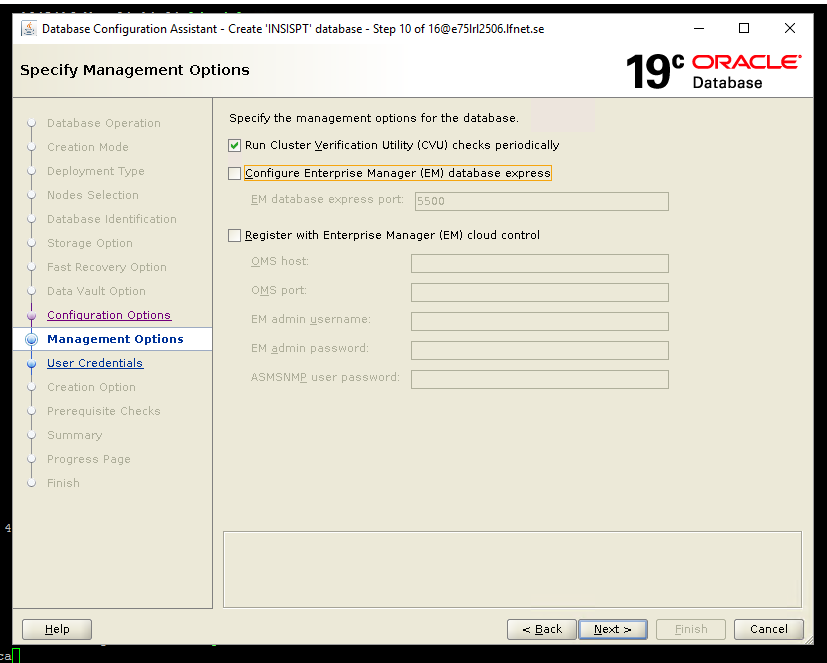 Database Configuration Assistant - Create 'INSISPT' database - Step 10 of 16@e75lrl2506.lfnet.se
Specify Management Options
19c ORACLE
Database
Database Operation
Creation Mode
Deployment Type
Nodes Selection
Database Identification
Storage Option
Fast Recovery Option
Data Vault Option
Configuration Options
Management Options
User Credentials
Creation Option
Prerequisite Checks
Summary
Progress Page
Finish
Specify the management options for the database.
Run Cluster Verification Utility (CVU) checks periodically
Configure Enterprise Manager (EM) database express
EM database express port: 5500
Register with Enterprise Manager (EM) cloud control
OMS host:
OMS port:
EM admin username:
EM admin password:
ASMSNMP user password:
4
Help
< Back
Next >
Finish
Cancel
ca